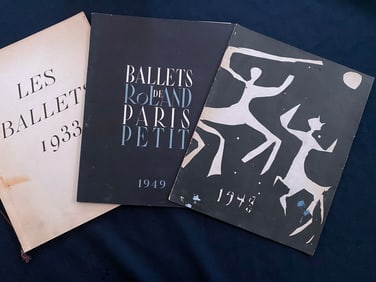 LES
BALLETS
1933
BALLETS
DE
ROLAND
PARIS
PETIT
1949
1948